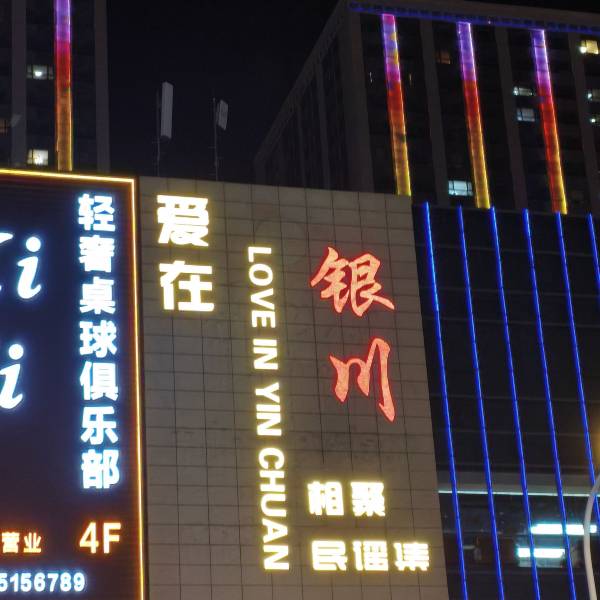 轻奢桌球俱乐部
营业
4F
5156789
爱在
LOVE IN YIN CHUAN
银川
相聚
民谣集